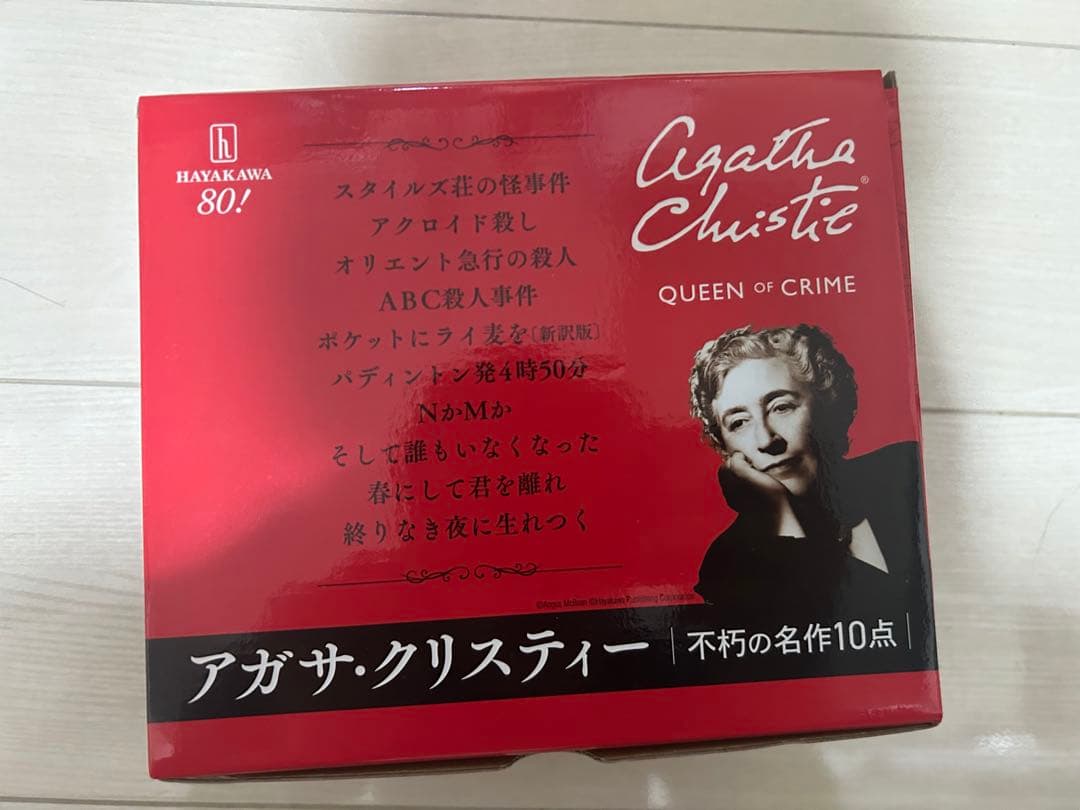 h
HAYAKAWA
80!
スタイルズ荘の怪事件
アクロイド殺し
オリエント急行の殺人
ABC殺人事件
ポケットにライ麦を〔新訳版〕
パディントン発4時50分
NかMか
そして誰もいなくなった
春にして君を離れ
終りなき夜に生れつく
Agatha
Christie®
QUEEN OF CRIME
©Angus McBean ©Hayakawa Publishing Corporation
アガサ・クリスティー
不朽の名作10点